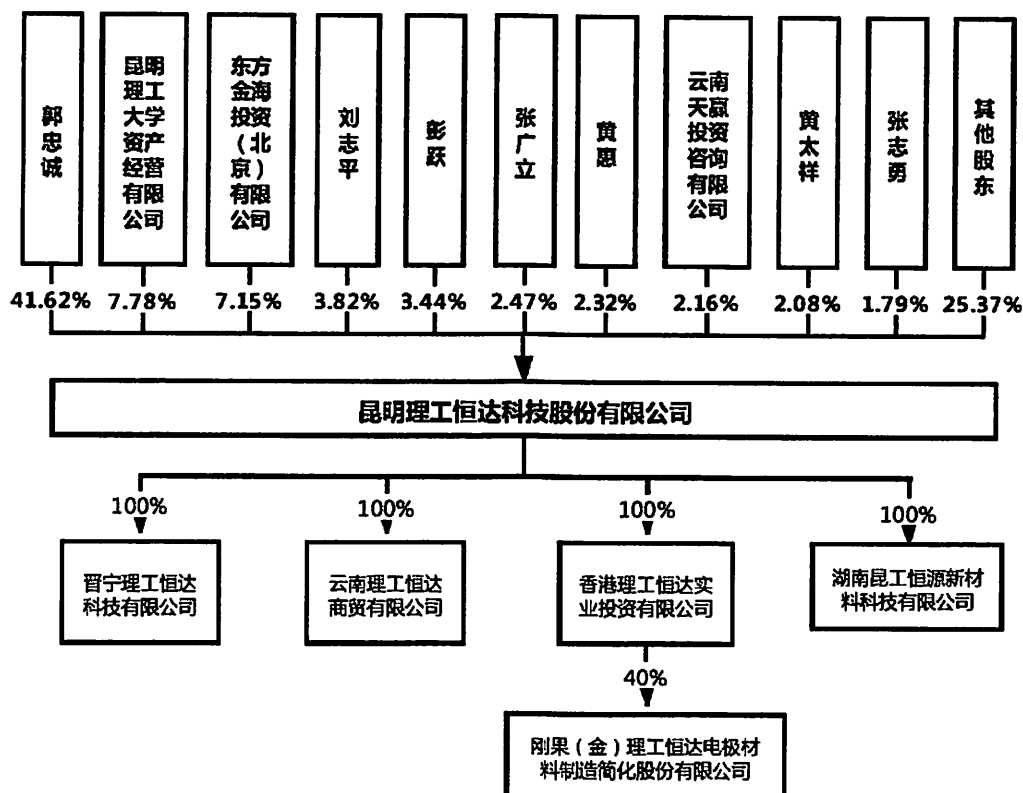 郭忠诚
昆明理工大学资产经营有限公司
东方金海投资（北京）有限公司
刘志平
彭跃
张广立
黄惠
云南天赢投资咨询有限公司
黄太祥
张志勇
其他股东
41.62%
7.78%
7.15%
3.82%
3.44%
2.47%
2.32%
2.16%
2.08%
1.79%
25.37%
昆明理工恒达科技股份有限公司
100%
100%
100%
100%
晋宁理工恒达
科技有限公司
云南理工恒达
商贸有限公司
香港理工恒达实
业投资有限公司
湖南昆工恒源新材
料科技有限公司
40%
刚果（金）理工恒达电极材
料制造简化股份有限公司